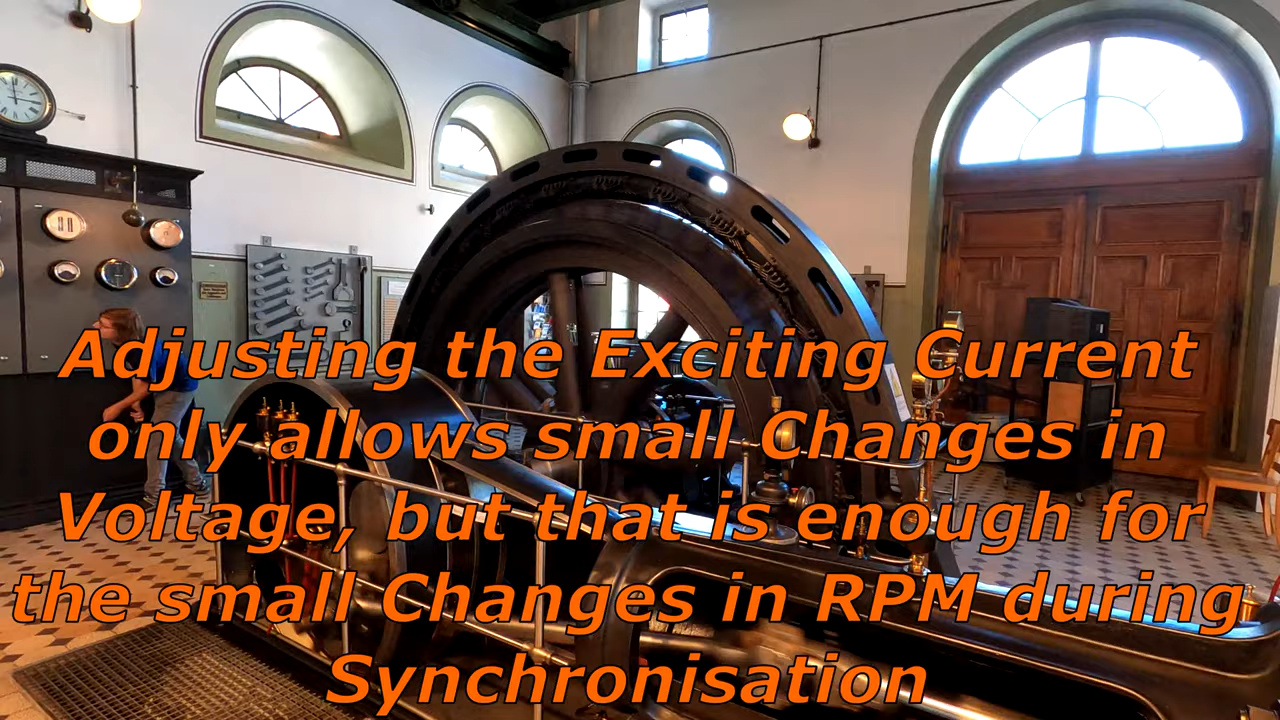 Adjusting the Exciting Current
only allows small Changes in
Voltage, but that is enough for
the small Changes in RPM during
Synchronisation